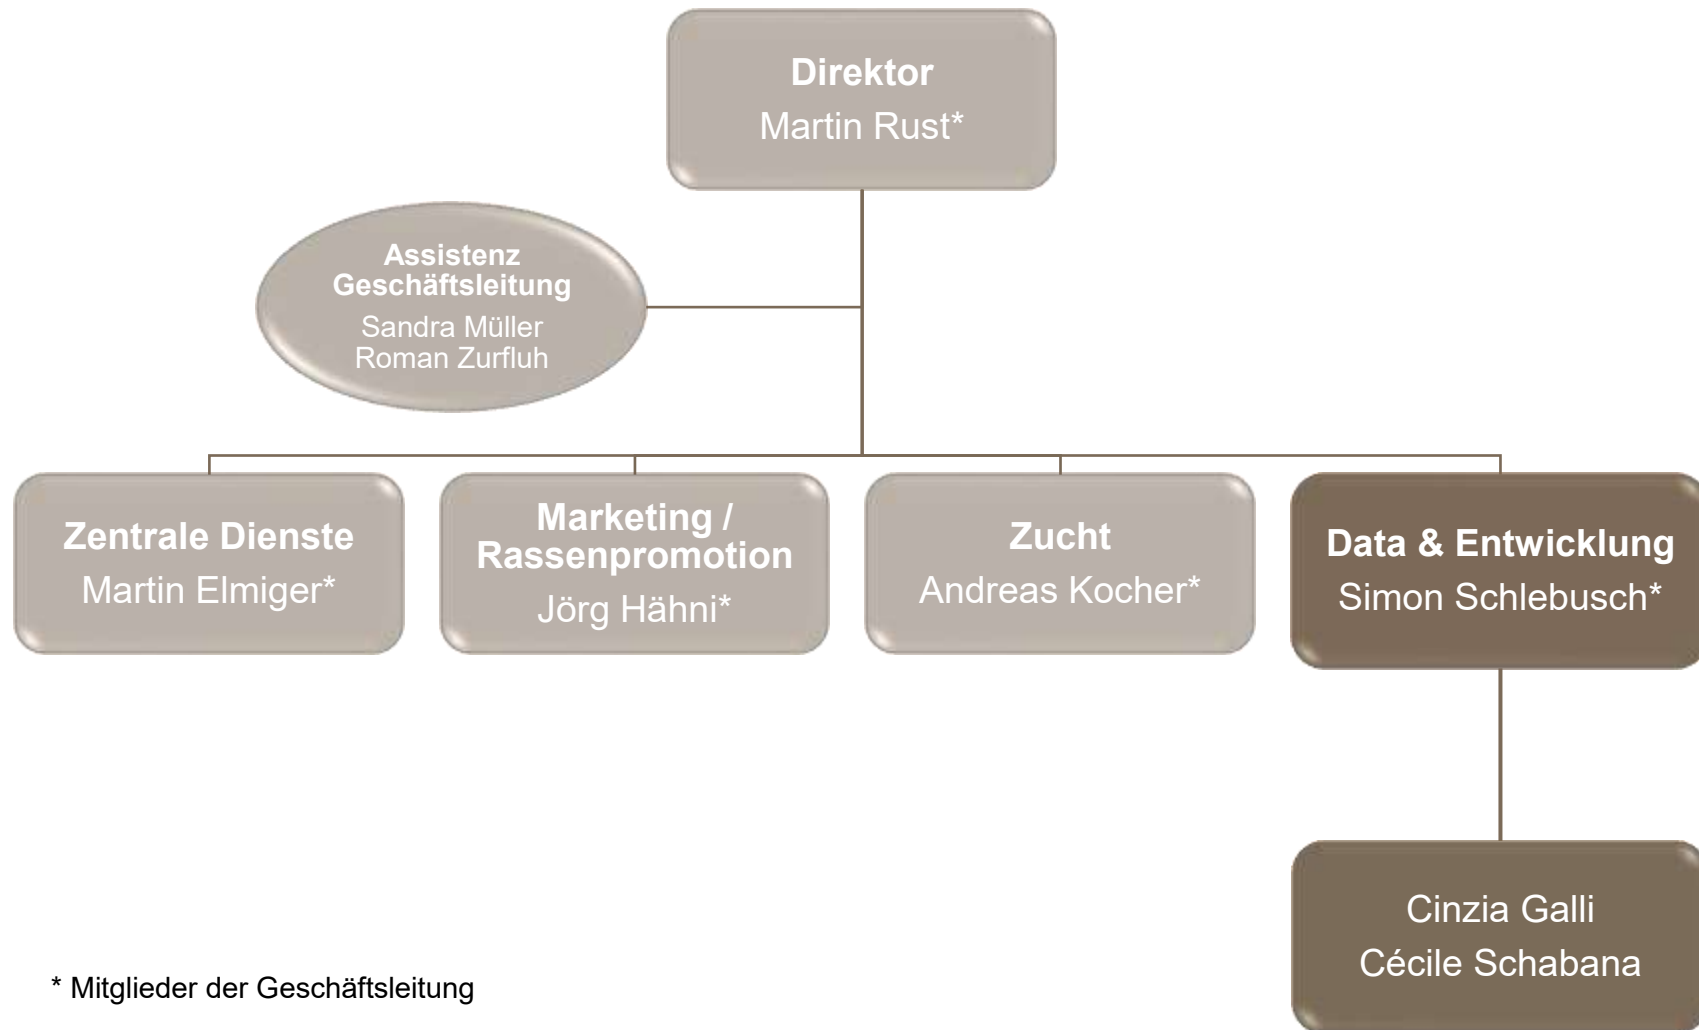 Direktor
Martin Rust*
Assistenz
Geschäftsleitung
Sandra Müller
Roman Zurfluh
Zentrale Dienste
Martin Elmiger*
Marketing /
Rassenpromotion
Jörg Hähni*
Zucht
Andreas Kocher*
Data & Entwicklung
Simon Schlebusch*
Cinzia Galli
Cécile Schabana
* Mitglieder der Geschäftsleitung